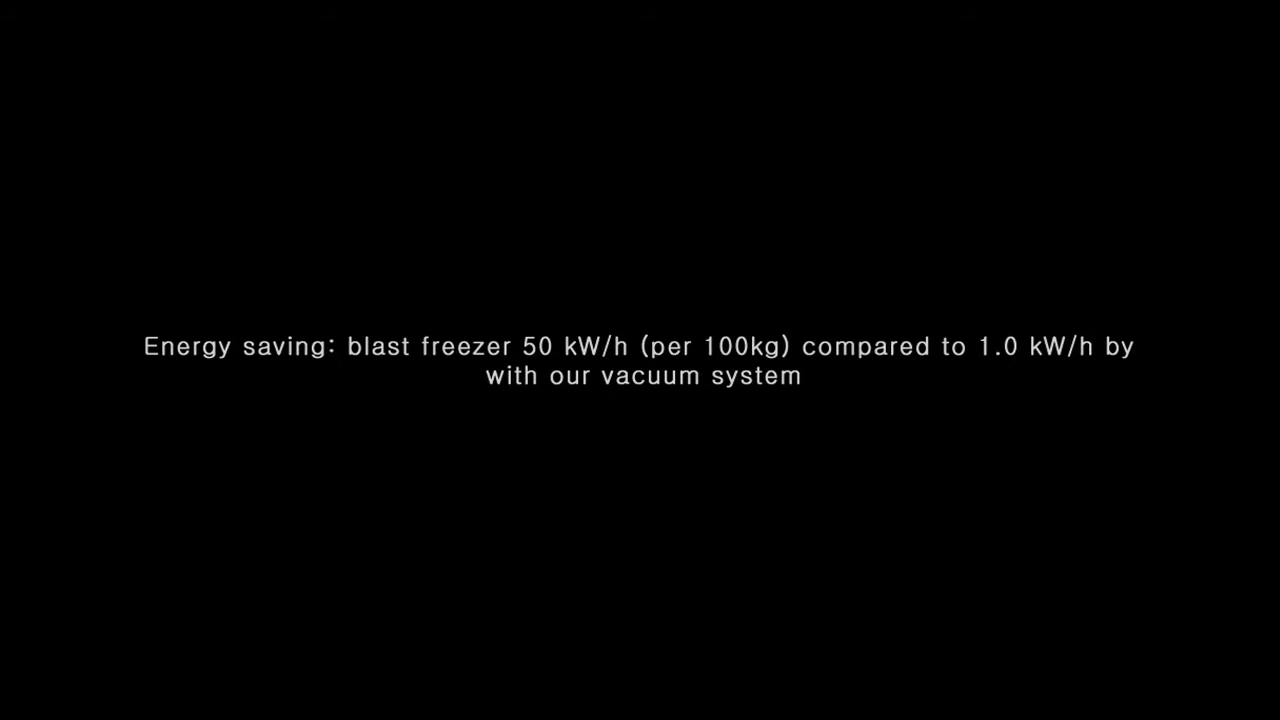 Energy saving: blast freezer 50 kW/h (per 100kg) compared to 1.0 kW/h by
with our vacuum system